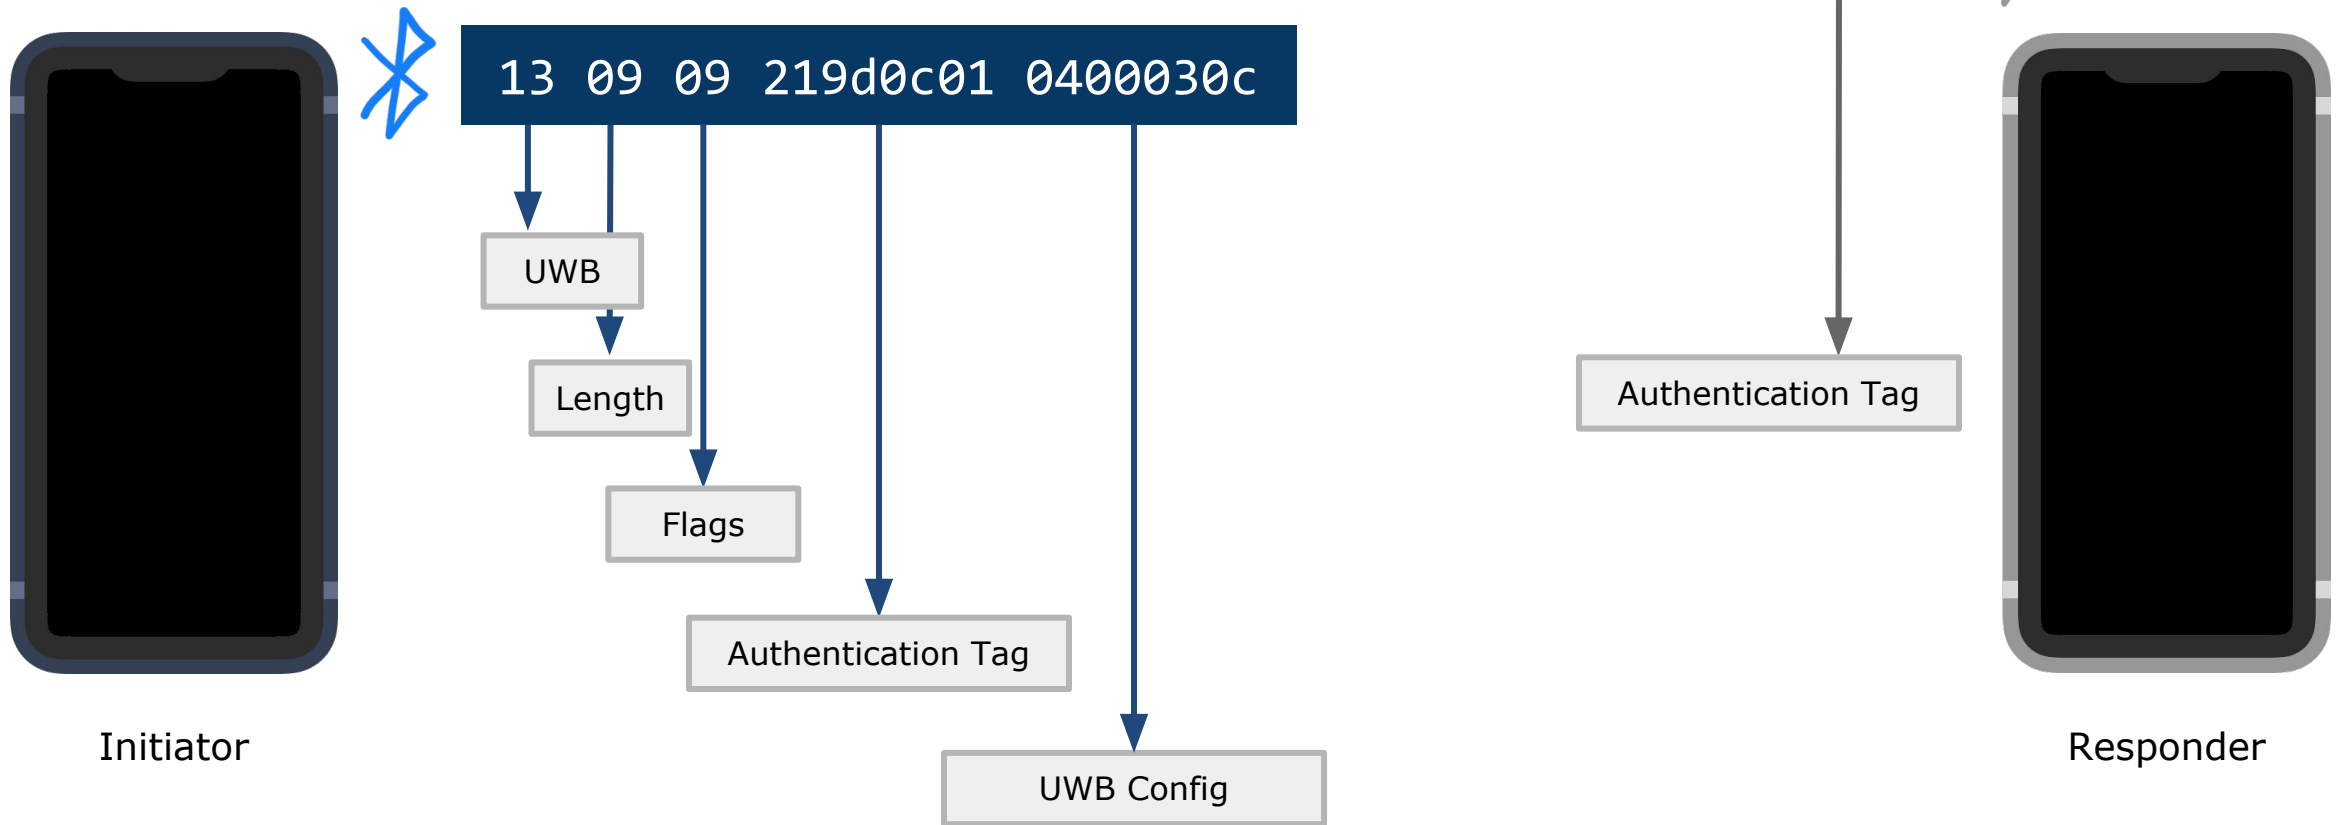 13 09 09 219d0c01 0400030c
UWB
Length
Authentication Tag
Flags
Authentication Tag
Initiator
Responder
UWB Config